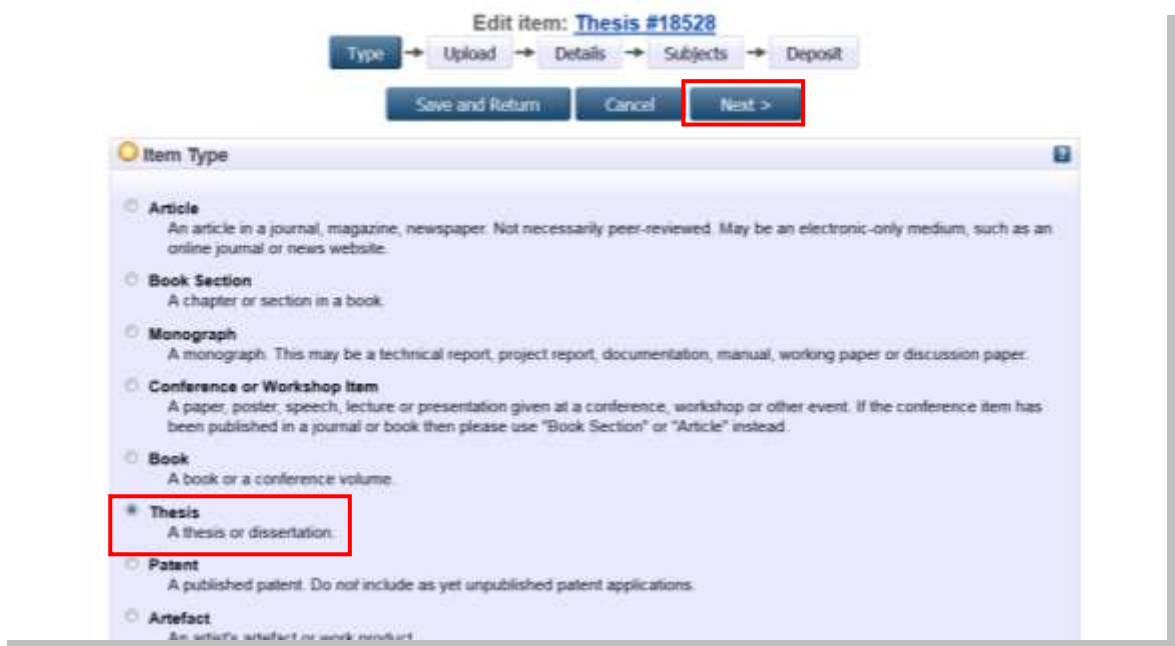 Edit item: Thesis #18528
Type → Upload → Details → Subjects → Deposit
Save and Return Cancel Next >
Item Type ?
Article
An article in a journal, magazine, newspaper. Not necessarily peer-reviewed. May be an electronic-only medium, such as an
online journal or news website.
Book Section
A chapter or section in a book.
Monograph
A monograph. This may be a technical report, project report, documentation, manual, working paper or discussion paper.
Conference or Workshop Item
A paper, poster, speech, lecture or presentation given at a conference, workshop or other event. If the conference item has
been published in a journal or book then please use "Book Section" or "Article" instead.
Book
A book or a conference volume.
Thesis
A thesis or dissertation.
Patent
A published patent. Do not include as yet unpublished patent applications.
Artefact
An artist's artefact or work product.